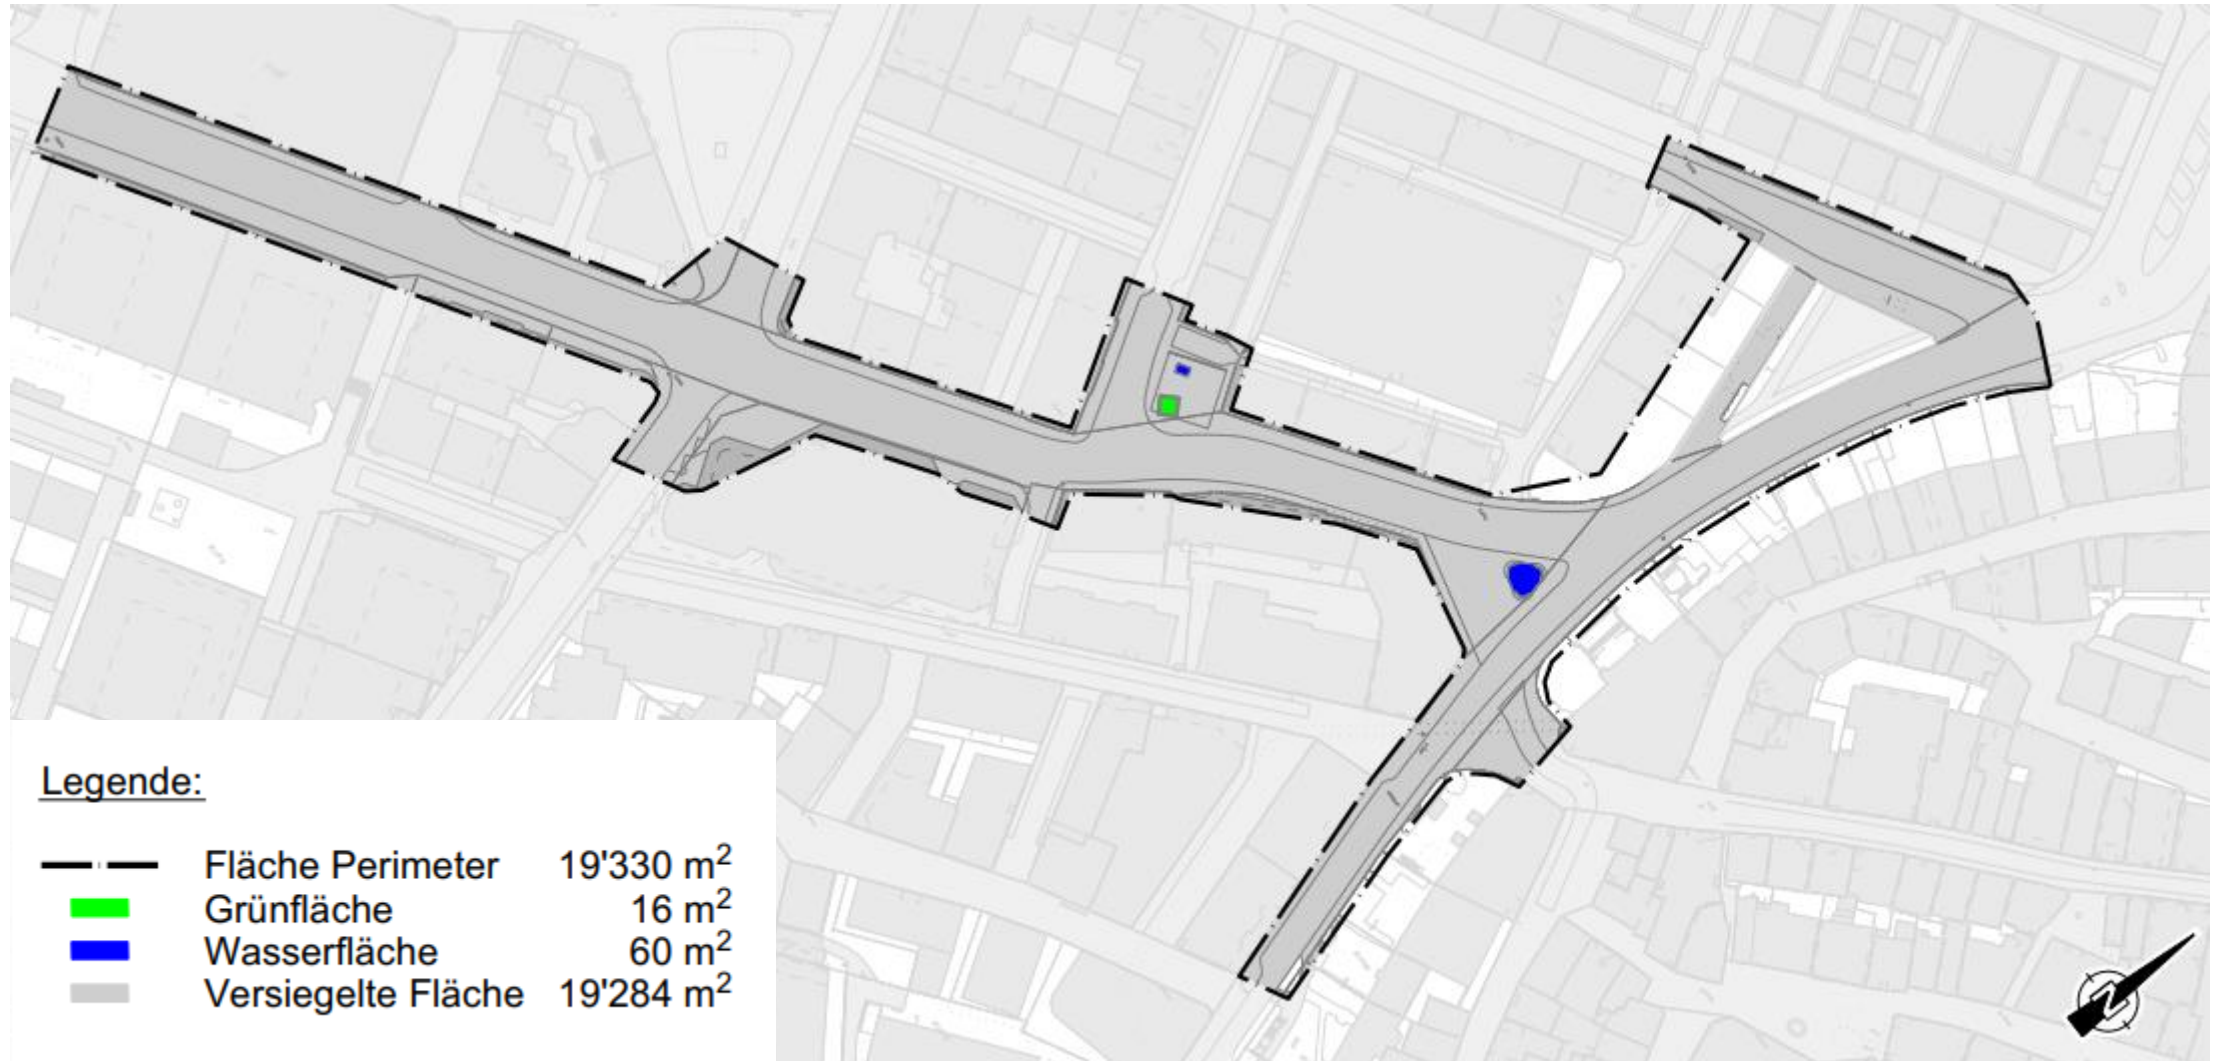 Legende:
Fläche Perimeter 19'330 m²
Grünfläche 16 m²
Wasserfläche 60 m²
Versiegelte Fläche 19'284 m²
N